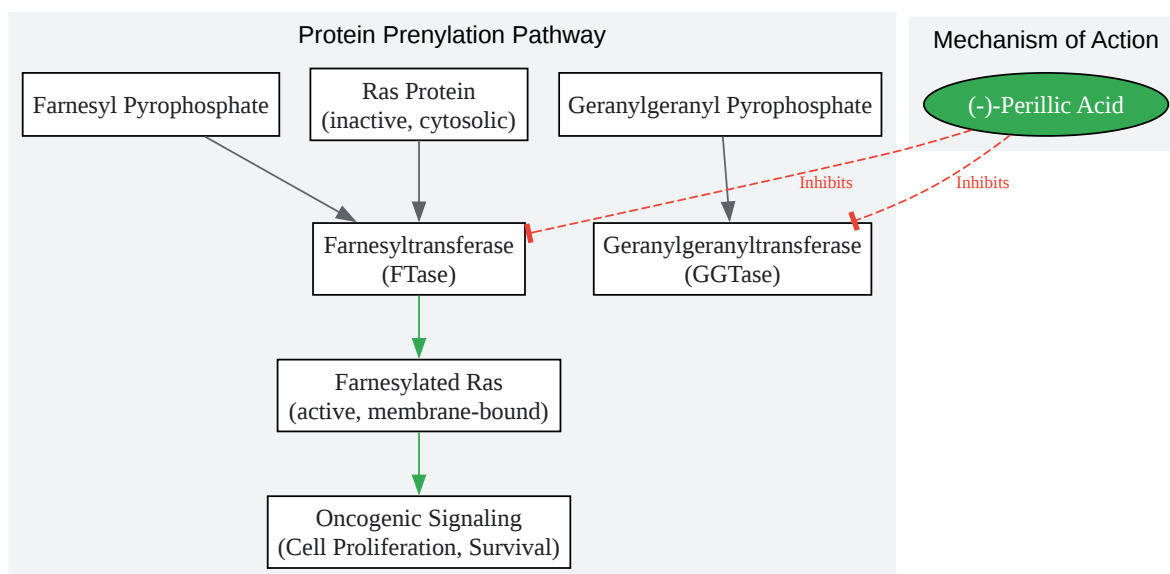 Protein Prenylation Pathway
Mechanism of Action
Farnesyl Pyrophosphate
Ras Protein
(inactive, cytosolic)
Geranylgeranyl Pyrophosphate
(-)-Perillic Acid
Inhibits
Inhibits
Farnesyltransferase
(FTase)
Geranylgeranyltransferase
(GGTase)
Farnesylated Ras
(active, membrane-bound)
Oncogenic Signaling
(Cell Proliferation, Survival)